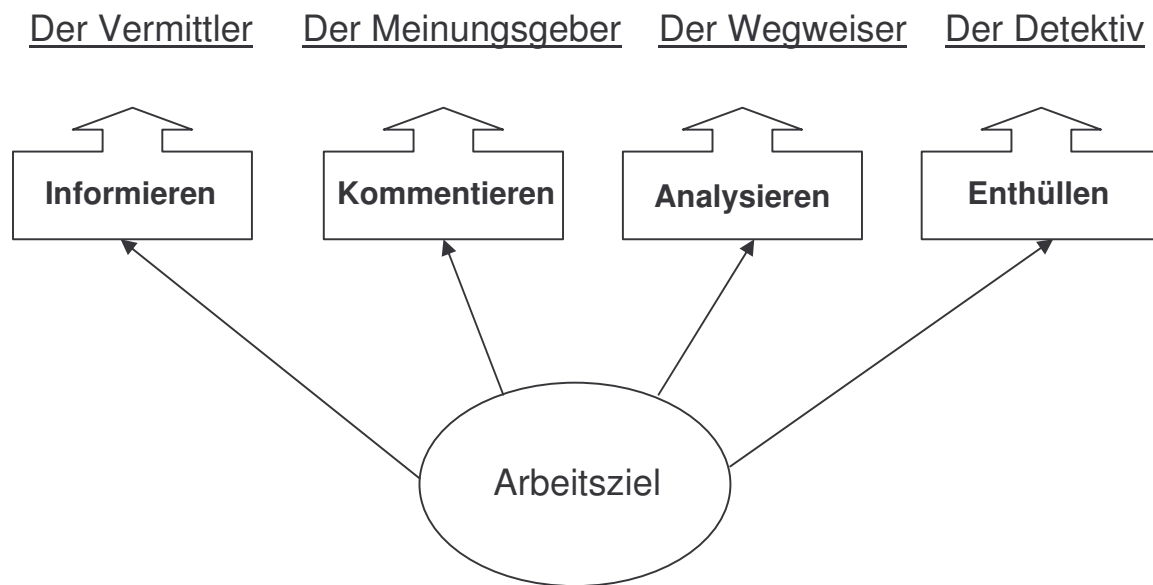 Der Vermittler
Der Meinungsgeber
Der Wegweiser
Der Detektiv
Informieren
Kommentieren
Analysieren
Enthüllen
Arbeitsziel